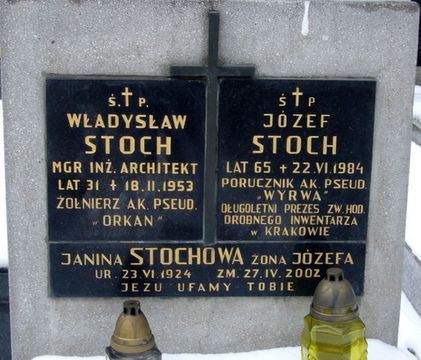 Ś. P.
WŁADYSŁAW
STOCH
MGR INŻ. ARCHITEKT
LAT 31 + 18.II.1953
ŻOŁNIERZ AK. PSEUD.
„ORKAN”
Ś P
JÓZEF
STOCH
LAT 65 + 22.VI.1984
PORUCZNIK AK. PSEUD.
„WYRWA”
DŁUGOLETNI PREZES ZW. HOD.
DROBNEGO INWENTARZA
W KRAKOWIE
JANINA STOCHOWA ŻONA JÓZEFA
UR. 23.VI.1924 ZM. 27.IV.2002
JEZU UFAMY TOBIE